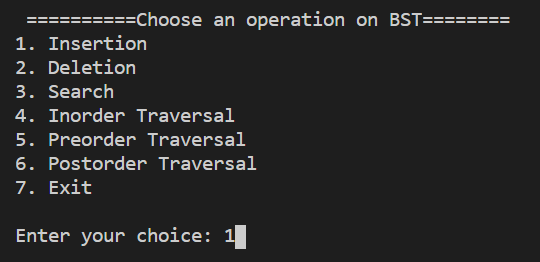 ==========Choose an operation on BST========
1. Insertion
2. Deletion
3. Search
4. Inorder Traversal
5. Preorder Traversal
6. Postorder Traversal
7. Exit
Enter your choice: 1